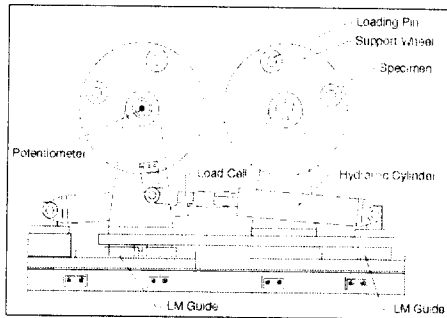 Loading Pin
Support Wheel
Specimen
Potentiometer
Load Cell
Hydraulic Cylinder
LM Guide
LM Guide